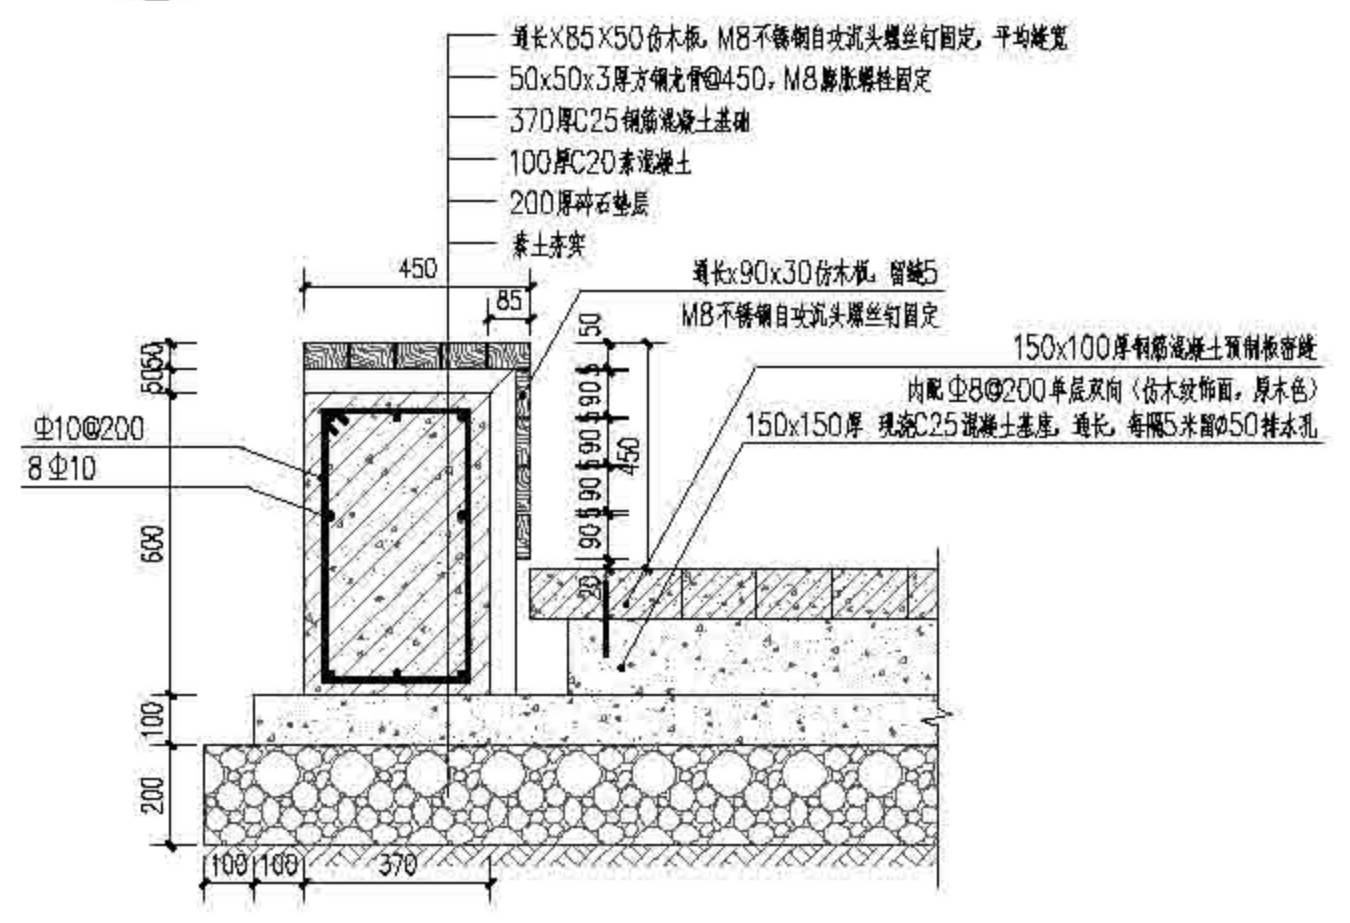 通长X85X50仿木板，M8不锈钢自攻沉头螺丝钉固定，平均缝宽
50x50x3厚方钢龙骨@450，M8膨胀螺栓固定
370厚C25钢筋混凝土基础
100厚C20素混凝土
200厚碎石垫层
素土夯实
450
85
通长x90x30仿木板，留缝5
M8不锈钢自攻沉头螺丝钉固定
150x100厚钢筋混凝土预制板密缝
内配Φ8@200单层双向（仿木纹饰面，原木色）
150x150厚 现浇C25混凝土基座，通长，每隔5米留ø50排水孔
Φ10@200
8Φ10
50
50
600
100
200
50
5
90
5
90
5
90
5
90
20
450
100
100
370